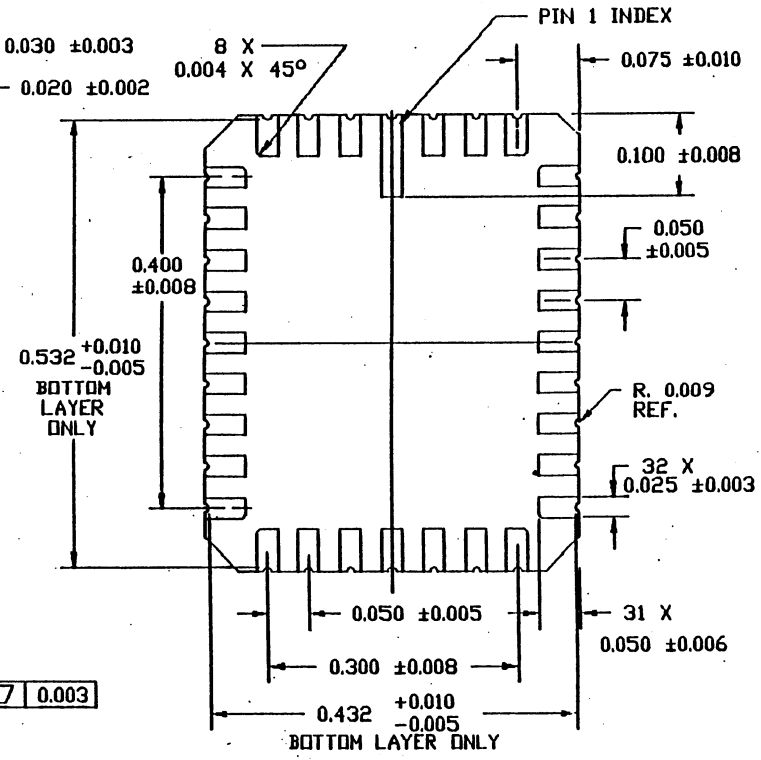 PIN 1 INDEX
0.030 ±0.003
8 X
0.004 X 45°
0.075 ±0.010
0.020 ±0.002
0.100 ±0.008
0.050
±0.005
0.400
±0.008
0.532 +0.010
-0.005
BOTTOM
LAYER
ONLY
R. 0.009
REF.
32 X
0.025 ±0.003
0.050 ±0.005
31 X
0.050 ±0.006
0.300 ±0.008
7 0.003
0.432 +0.010
-0.005
BOTTOM LAYER ONLY